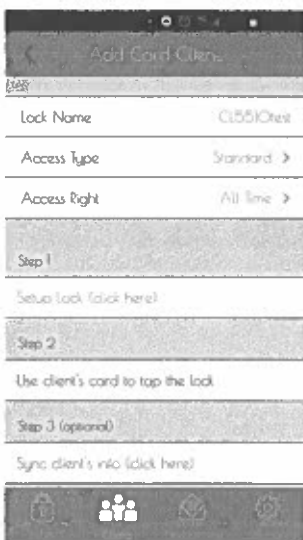 Add Card Client
Lock Name CL5510test
Access Type Standard >
Access Right All Time >
Step 1
Setup Lock (click here)
Step 2
Use client's card to tap the lock
Step 3 (optional)
Sync client's info (click here)